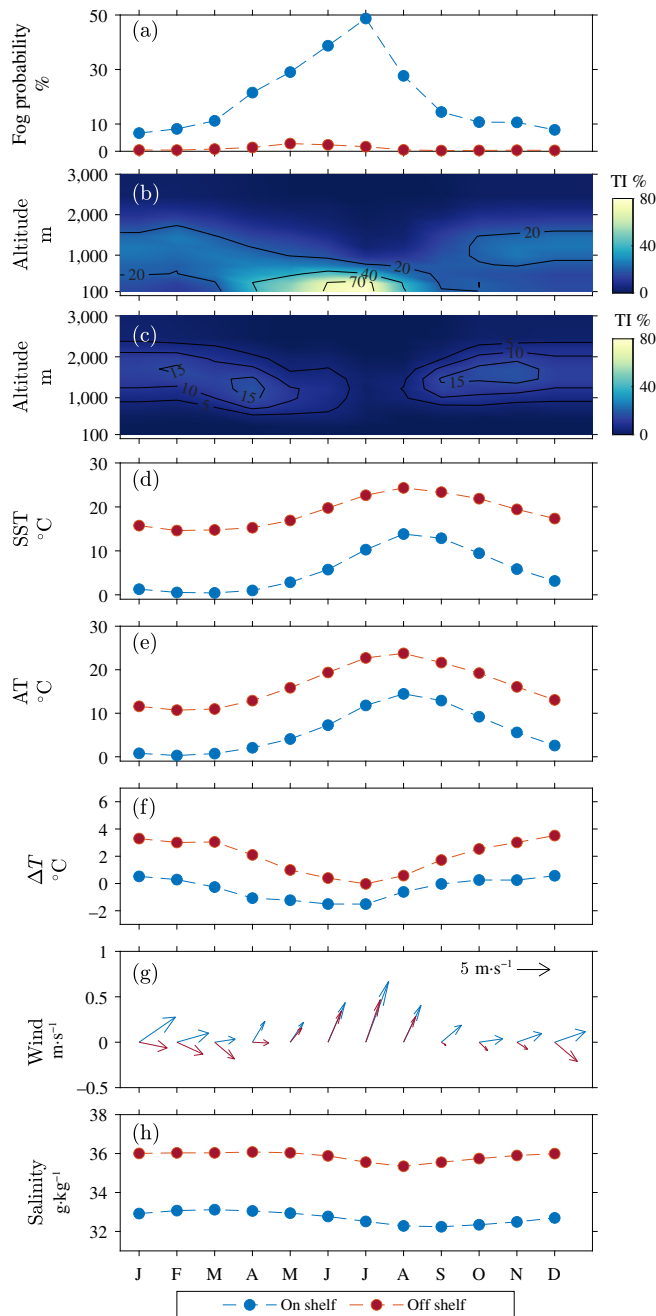 (a)
Fog probability
%
50
30
10
0
(b)
Altitude
m
3,000
2,000
1,000
100
20
20
20
40
70
TI %
80
40
0
(c)
Altitude
m
3,000
2,000
1,000
100
15
10
5
15
5
10
15
TI %
80
40
0
(d)
SST
°C
30
20
10
0
(e)
AT
°C
30
20
10
0
(f)
ΔT
°C
6
4
2
0
−2
(g)
5 m·s⁻¹
Wind
m·s⁻¹
1
0.5
0
−0.5
(h)
Salinity
g·kg⁻¹
38
36
34
32
J F M A M J J A S O N D
On shelf Off shelf